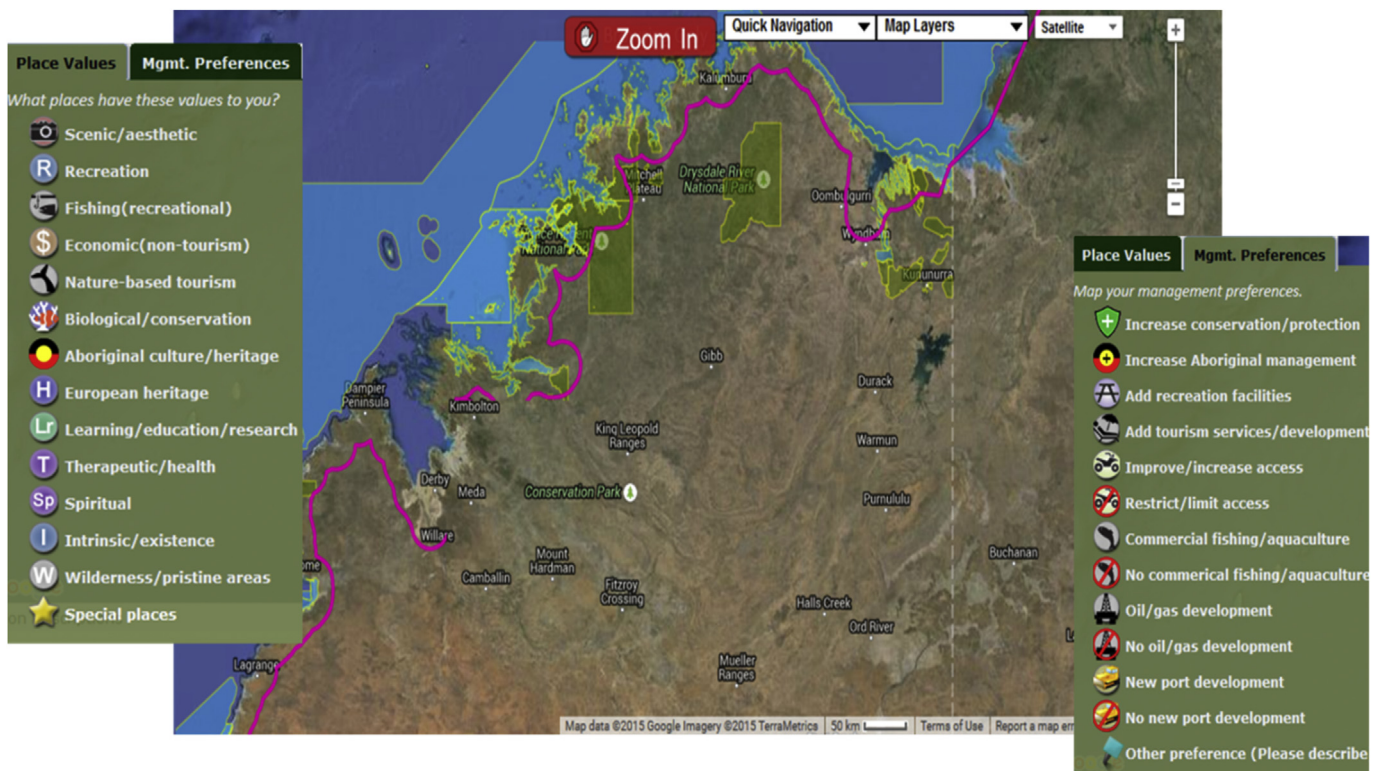 Zoom In
Quick Navigation
Map Layers
Satellite
Place Values
Mgmt. Preferences
What places have these values to you?
Scenic/aesthetic
Recreation
Fishing(recreational)
Economic(non-tourism)
Nature-based tourism
Biological/conservation
Aboriginal culture/heritage
European heritage
Learning/education/research
Therapeutic/health
Spiritual
Intrinsic/existence
Wilderness/pristine areas
Special places
R
$
H
Lr
T
Sp
I
W
Kalumburu
Drysdale River
National Park
Mitchell
Plateau
Oombulgurri
National Park
Wyndham
Kununurra
Gibb
Durack
Dampier
Peninsula
Kimbolton
King Leopold
Ranges
Warmun
Derby
Meda
Conservation Park
Purnululu
Willare
Mount
Hardman
Buchanan
Camballin
Fitzroy
Crossing
Halls Creek
Ord River
Lagrange
Mueller
Ranges
Map data ©2015 Google Imagery ©2015 TerraMetrics
50 km
Terms of Use
Report a map err
Place Values
Mgmt. Preferences
Map your management preferences.
Increase conservation/protection
Increase Aboriginal management
Add recreation facilities
Add tourism services/development
Improve/increase access
Restrict/limit access
Commercial fishing/aquaculture
No commerical fishing/aquaculture
Oil/gas development
No oil/gas development
New port development
No new port development
Other preference (Please describe